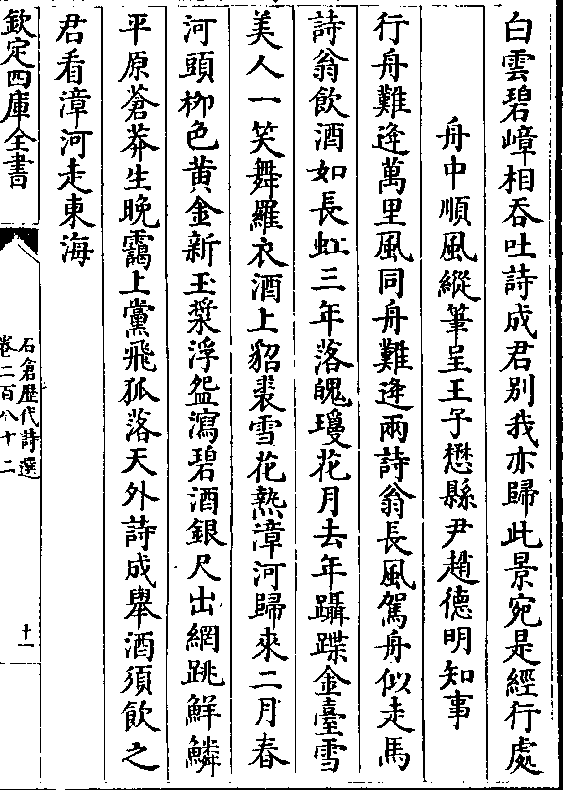 白雲碧嶂相吞吐詩成君别我亦歸此景宛是經行處
舟中順風縱筆呈王子懋縣尹趙德明知事
行舟難逢萬里風同舟難逢兩詩翁長風駕舟似走馬
詩翁飲酒如長虹三年落魄瓊花月去年躡蹀金臺雪
美人一笑舞羅衣酒上貂裘雪花熱漳河歸來二月春
河頭栁色黄金新玉漿浮盎瀉碧酒銀尺出網跳鮮鱗
平原蒼莽生晚靄上黨飛狐落天外詩成舉酒須飲之
君看漳河走東海
欽定四庫全書
石倉歷代詩選
卷二百八十二
十一